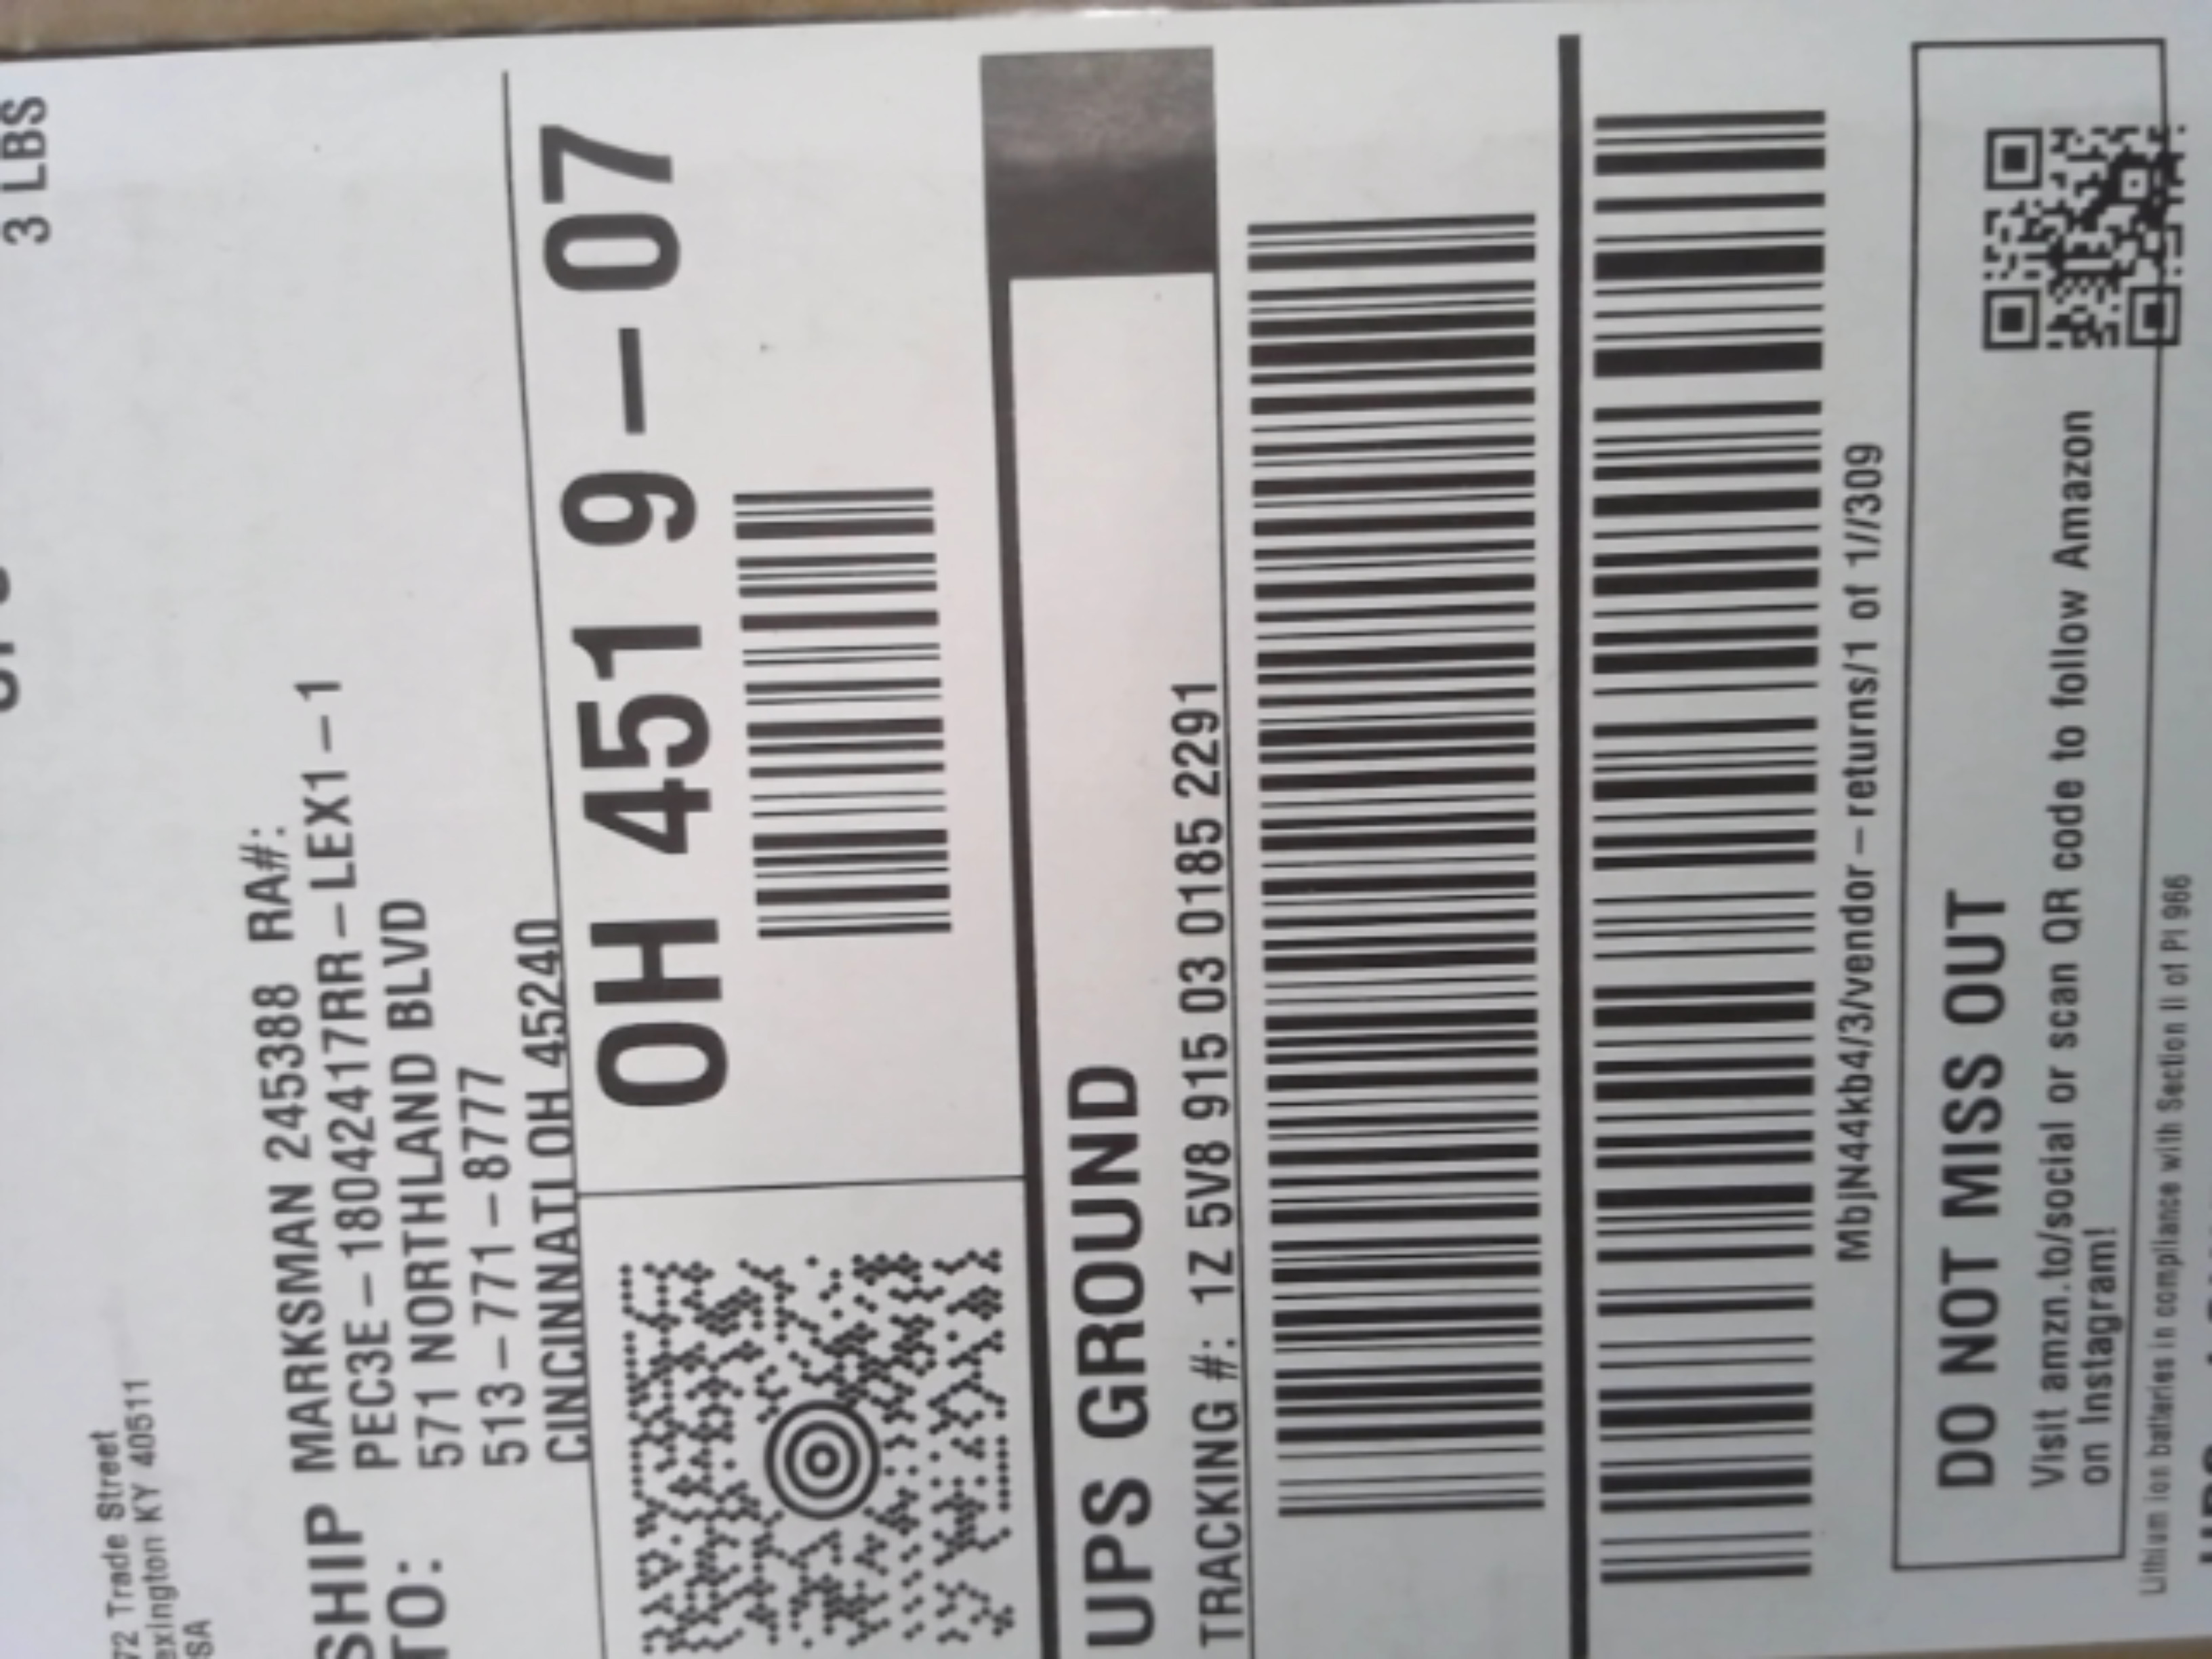 3 LBS
72 Trade Street
exington KY 40511
SA
SHIP
TO:
MARKSMAN 245388 RA#:
PEC3E-18042417RR-LEX1-1
571 NORTHLAND BLVD
513-771-8777
CINCINNATI OH 45240
OH 451 9-07
UPS GROUND
TRACKING #: 1Z 5V8 915 03 0185 2291
MbjN44kb4/3/vendor-returns/1 of 1//309
DO NOT MISS OUT
Visit amzn.to/social or scan QR code to follow Amazon
on Instagram!
Lithium ion batteries in compliance with Section II of PI 966